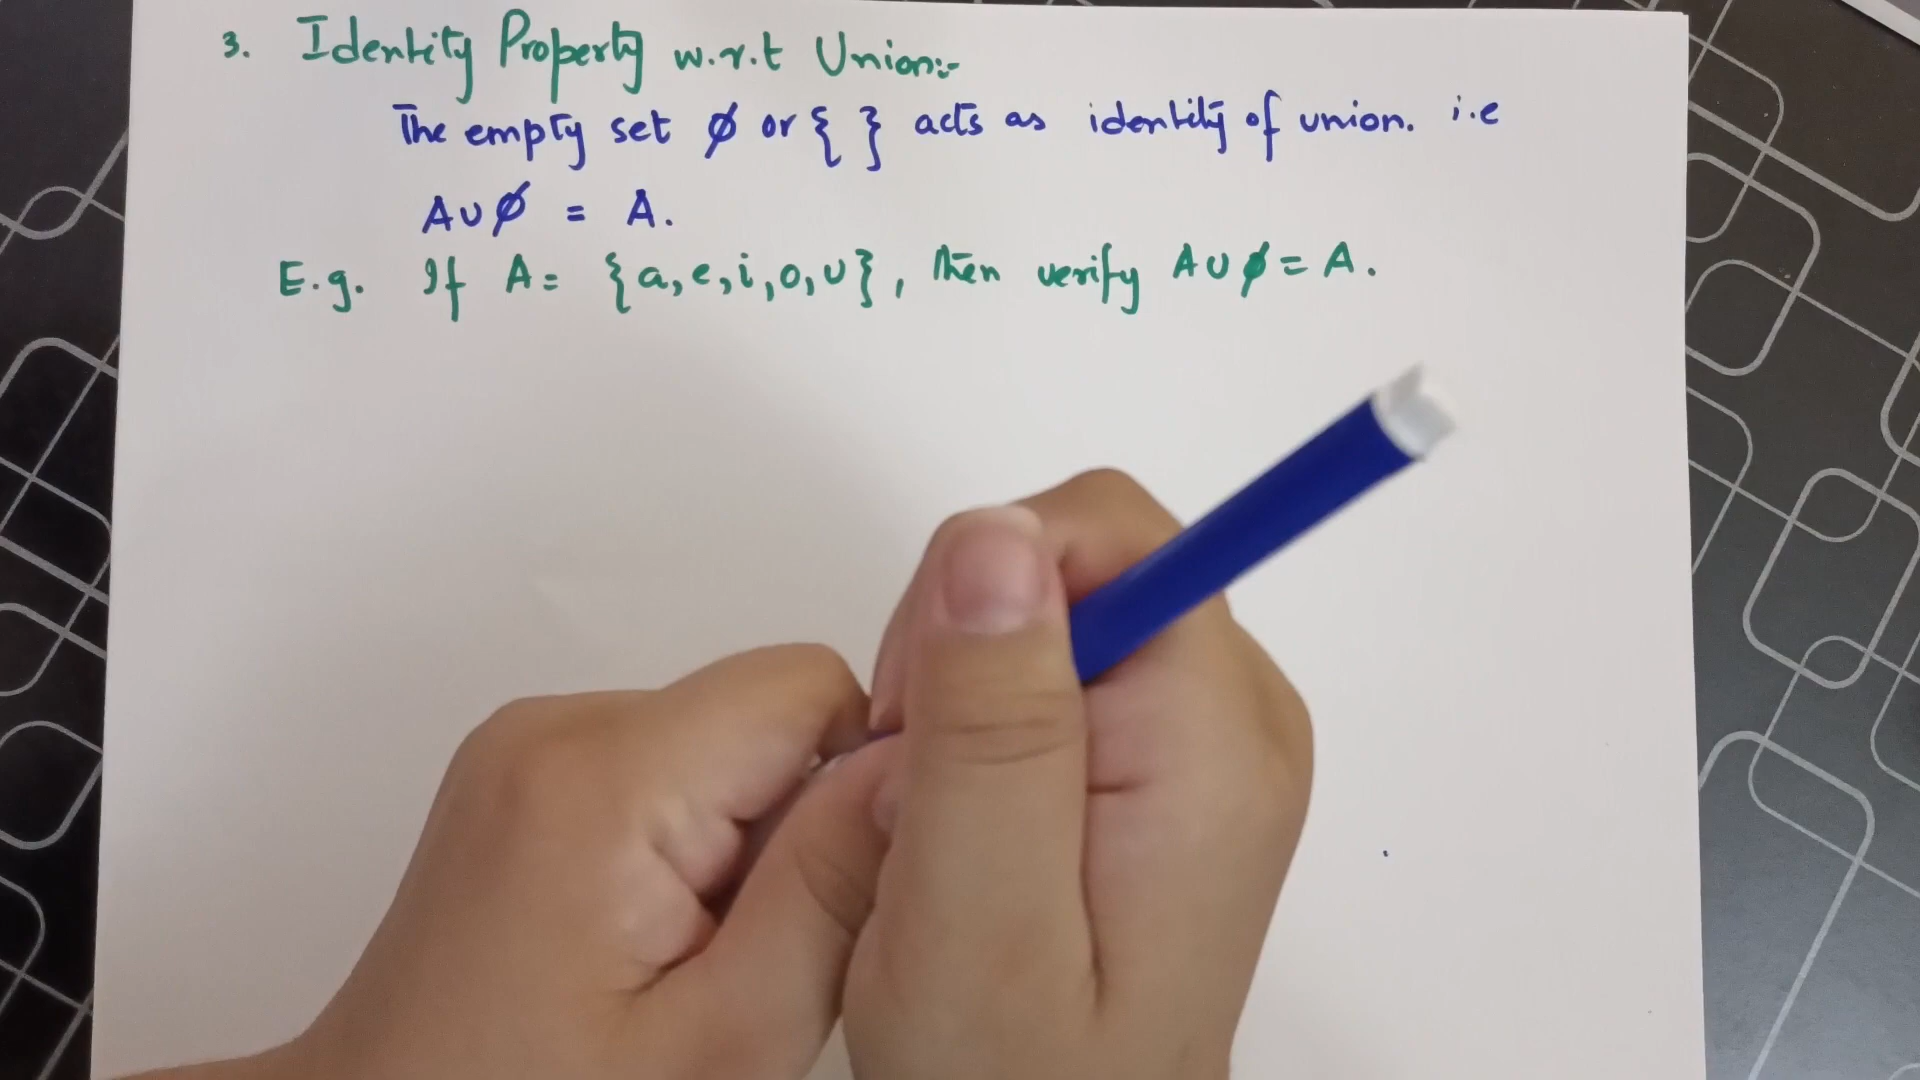 3. Identity Property w.r.t Union:-
The empty set ø or { } acts as identity of union. i.e
A∪ø = A.
E.g. If A = {a,e,i,o,u}, then verify A∪ø = A.